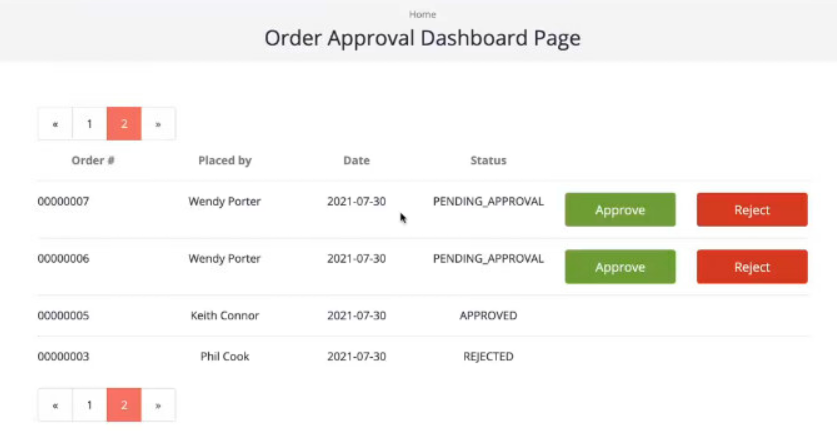 Home
Order Approval Dashboard Page
« 1 2 »
Order # Placed by Date Status
00000007 Wendy Porter 2021-07-30 PENDING_APPROVAL Approve Reject
00000006 Wendy Porter 2021-07-30 PENDING_APPROVAL Approve Reject
00000005 Keith Connor 2021-07-30 APPROVED
00000003 Phil Cook 2021-07-30 REJECTED
« 1 2 »